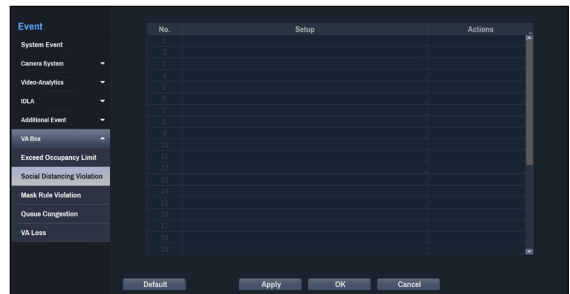 Event
System Event
Camera System
Video-Analytics
IDLA
Additional Event
VA Box
Exceed Occupancy Limit
Social Distancing Violation
Mask Rule Violation
Queue Congestion
VA Loss
No. Setup Actions
1
2
3
4
5
6
7
8
9
10
11
12
13
14
15
16
17
18
19
Default Apply OK Cancel